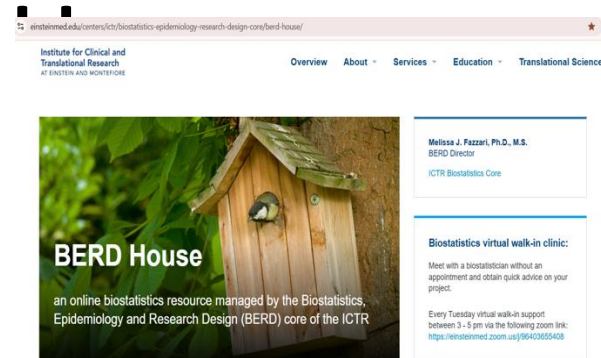 einsteinmed.edu/centers/ictr/biostatistics-epidemiology-research-design-core/berd-house/
Institute for Clinical and
Translational Research
AT EINSTEIN AND MONTEFIORE
Overview About Services Education Translational Science
BERD House
an online biostatistics resource managed by the Biostatistics,
Epidemiology and Research Design (BERD) core of the ICTR
Melissa J. Fazzari, Ph.D., M.S.
BERD Director
ICTR Biostatistics Core
Biostatistics virtual walk-in clinic:
Meet with a biostatistician without an
appointment and obtain quick advice on your
project.
Every Tuesday virtual walk-in support
between 3 - 5 pm via the following zoom link:
https://einsteinmed.zoom.us/j/96403655408